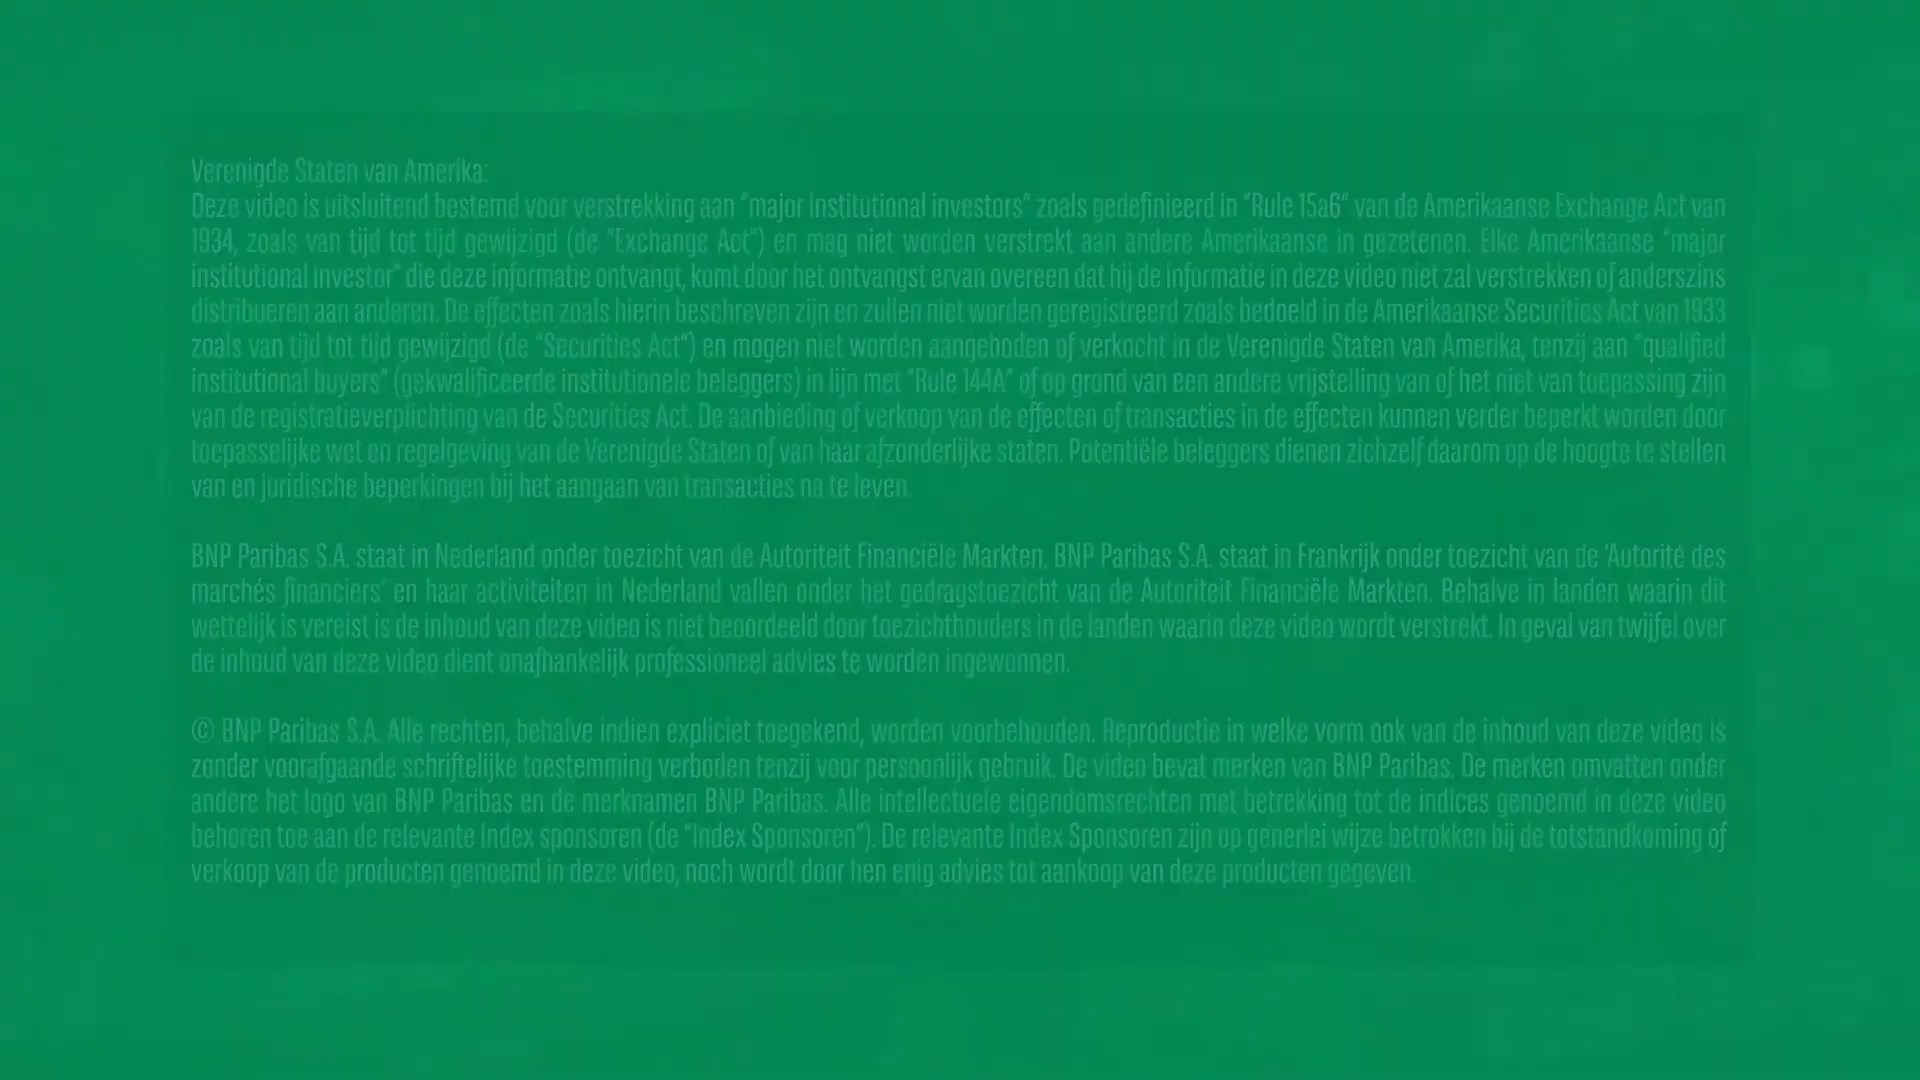 Verenigde Staten van Amerika:
Deze video is uitsluitend bestemd voor verstrekking aan "major institutional investors" zoals gedefinieerd in "Rule 15a6" van de Amerikaanse Exchange Act van
1934, zoals van tijd tot tijd gewijzigd (de "Exchange Act") en mag niet worden verstrekt aan andere Amerikaanse in gezetenen. Elke Amerikaanse "major
institutional investor" die deze informatie ontvangt, komt door het ontvangst ervan overeen dat hij de informatie in deze video niet zal verstrekken of anderszins
distribueren aan anderen. De effecten zoals hierin beschreven zijn en zullen niet worden geregistreerd zoals bedoeld in de Amerikaanse Securities Act van 1933
zoals van tijd tot tijd gewijzigd (de "Securities Act") en mogen niet worden aangeboden of verkocht in de Verenigde Staten van Amerika, tenzij aan "qualified
institutional buyers" (gekwalificeerde institutionele beleggers) in lijn met "Rule 144A" of op grond van een andere vrijstelling van of het niet van toepassing zijn
van de registratieverplichting van de Securities Act. De aanbieding of verkoop van de effecten of transacties in de effecten kunnen verder beperkt worden door
toepasselijke wet en regelgeving van de Verenigde Staten of van haar afzonderlijke staten. Potentiële beleggers dienen zichzelf daarom op de hoogte te stellen
van en juridische beperkingen bij het aangaan van transacties na te leven.
BNP Paribas S.A. staat in Nederland onder toezicht van de Autoriteit Financiële Markten. BNP Paribas S.A. staat in Frankrijk onder toezicht van de 'Autorité des
marchés financiers' en haar activiteiten in Nederland vallen onder het gedragstoezicht van de Autoriteit Financiële Markten. Behalve in landen waarin dit
wettelijk is vereist is de inhoud van deze video is niet beoordeeld door toezichthouders in de landen waarin deze video wordt verstrekt. In geval van twijfel over
de inhoud van deze video dient onafhankelijk professioneel advies te worden ingewonnen.
© BNP Paribas S.A. Alle rechten, behalve indien expliciet toegekend, worden voorbehouden. Reproductie in welke vorm ook van de inhoud van deze video is
zonder voorafgaande schriftelijke toestemming verboden tenzij voor persoonlijk gebruik. De video bevat merken van BNP Paribas. De merken omvatten onder
andere het logo van BNP Paribas en de merknamen BNP Paribas. Alle intellectuele eigendomsrechten met betrekking tot de indices genoemd in deze video
behoren toe aan de relevante Index sponsoren (de "Index Sponsoren"). De relevante Index Sponsoren zijn op generlei wijze betrokken bij de totstandkoming of
verkoop van de producten genoemd in deze video, noch wordt door hen enig advies tot aankoop van deze producten gegeven.